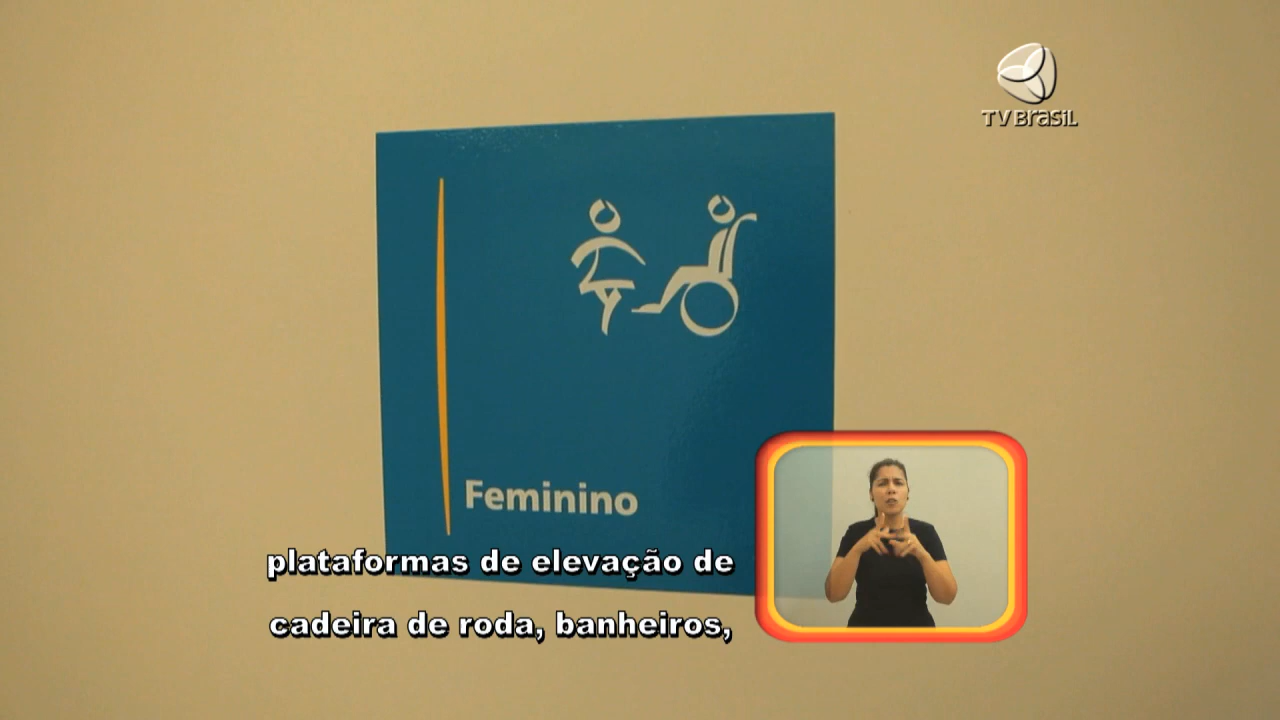 TV BRASIL
Feminino
plataformas de elevação de
cadeira de roda, banheiros,